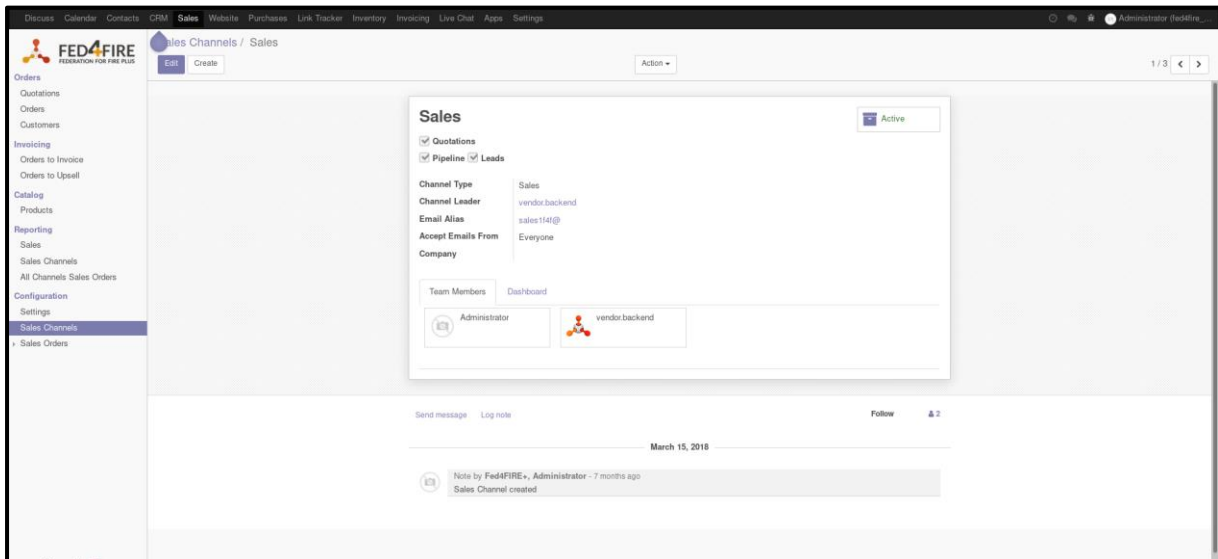 Discuss Calendar Contacts CRM Sales Website Purchases Link Tracker Inventory Invoicing Live Chat Apps Settings Administrator (fed4fire_...
FED4FIRE
FEDERATION FOR FIRE PLUS
Sales Channels / Sales
Edit Create Action 1 / 3
Orders
Quotations
Orders
Customers
Invoicing
Orders to Invoice
Orders to Upsell
Catalog
Products
Reporting
Sales
Sales Channels
All Channels Sales Orders
Configuration
Settings
Sales Channels
Sales Orders
Sales
Active
Quotations
Pipeline Leads
Channel Type Sales
Channel Leader vendor.backend
Email Alias sales1f4f@
Accept Emails From Everyone
Company
Team Members Dashboard
Administrator vendor.backend
Send message Log note Follow 2
March 15, 2018
Note by Fed4FIRE+, Administrator - 7 months ago
Sales Channel created